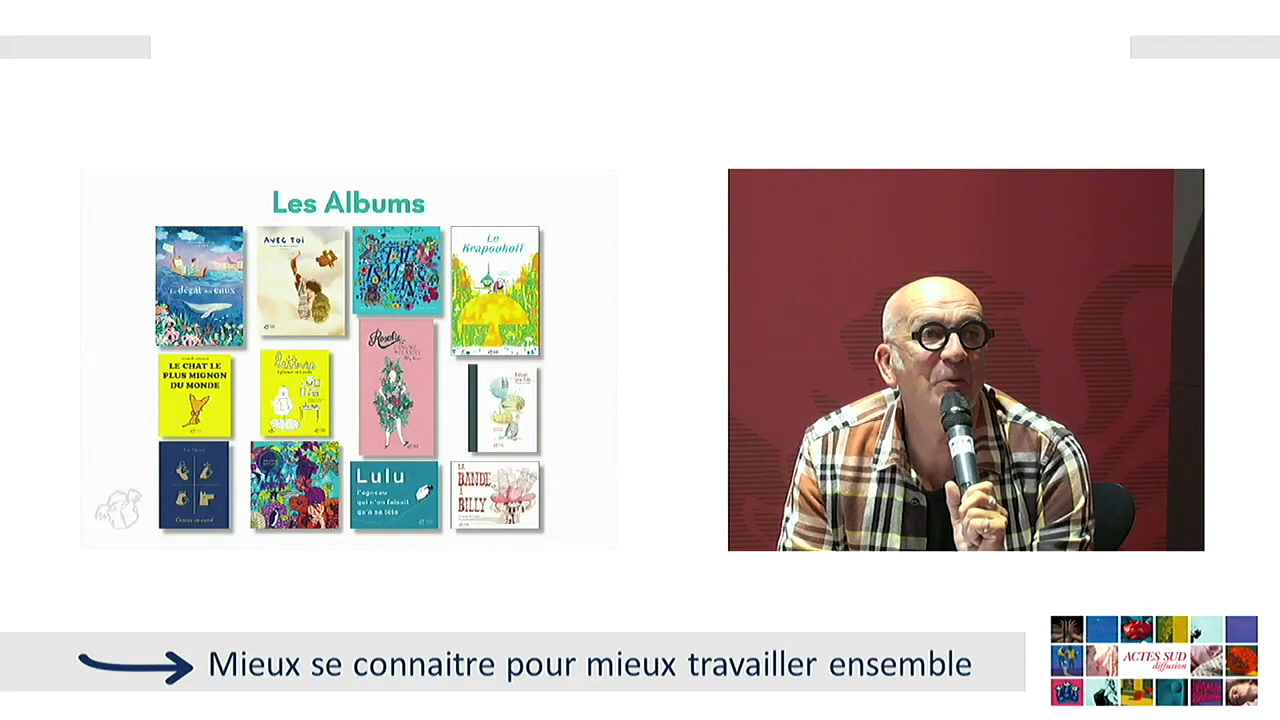 Les Albums
Le dégât des eaux
AVEC TOI
Le
Krapoukoff
LE CHAT LE
PLUS MIGNON
DU MONDE
Rosalie
Lulu
l'agneau
qui n'en faisait
qu'à sa tête
LA
BANDE
À
BILLY
Mieux se connaitre pour mieux travailler ensemble
ACTES SUD
diffusion